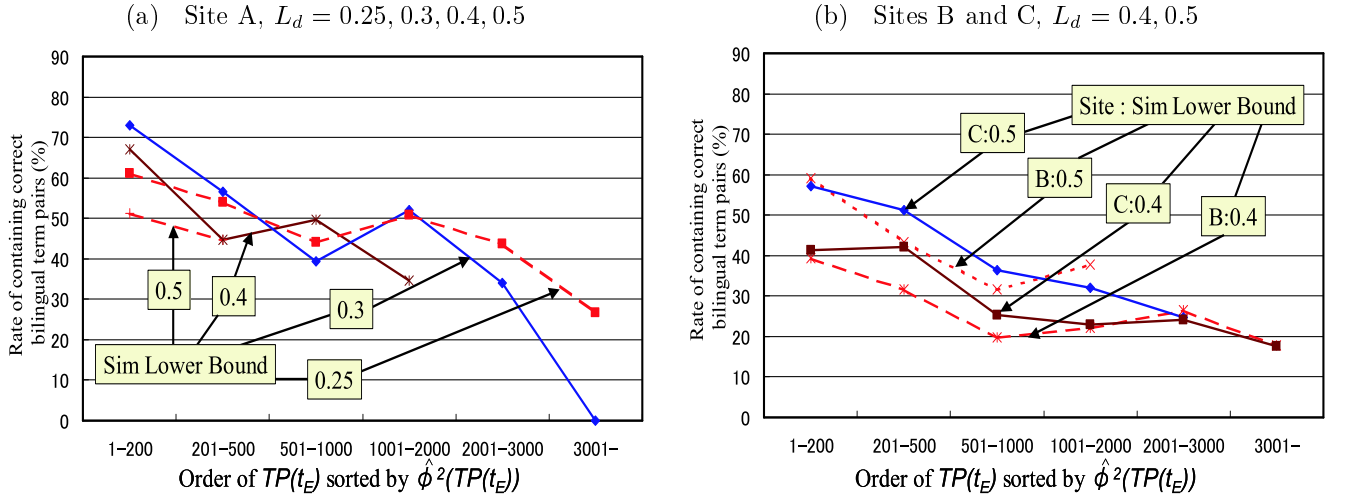 (a) Site A, L_d = 0.25, 0.3, 0.4, 0.5
Rate of containing correct
bilingual term pairs (%)
90
80
70
60
50
40
30
20
10
0
0.5
0.4
0.3
0.25
Sim Lower Bound
1-200
201-500
501-1000
1001-2000
2001-3000
3001-
Order of TP(t_E) sorted by ϕ̂²(TP(t_E))
(b) Sites B and C, L_d = 0.4, 0.5
Rate of containing correct
bilingual term pairs (%)
90
80
70
60
50
40
30
20
10
0
Site : Sim Lower Bound
C:0.5
B:0.5
C:0.4
B:0.4
1-200
201-500
501-1000
1001-2000
2001-3000
3001-
Order of TP(t_E) sorted by ϕ̂²(TP(t_E))